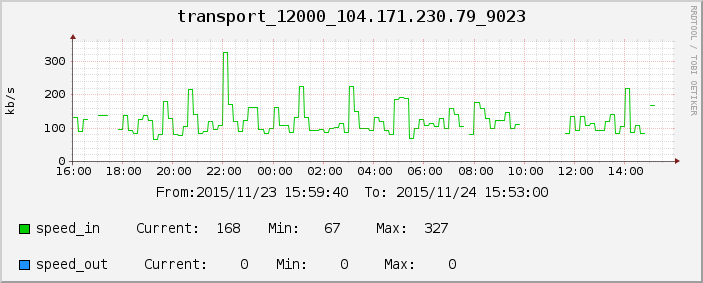 transport_12000_104.171.230.79_9023
RRDTOOL / TOBI OETIKER
kb/s
300
200
100
0
16:00 18:00 20:00 22:00 00:00 02:00 04:00 06:00 08:00 10:00 12:00 14:00
From:2015/11/23 15:59:40 To: 2015/11/24 15:53:00
speed_in Current: 168 Min: 67 Max: 327
speed_out Current: 0 Min: 0 Max: 0